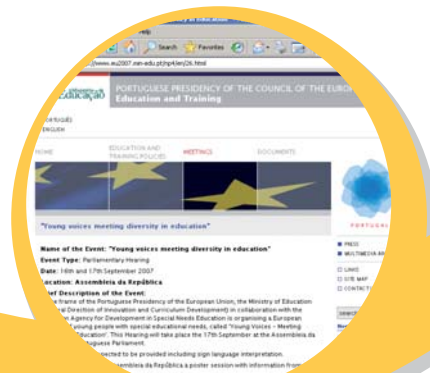 Search Favorites
www.eu2007.min-edu.pt/np4/en/26.html
Educação
PORTUGUESE PRESIDENCY OF THE COUNCIL OF THE EURO
Education and Training
ENGLISH
HOME
EDUCATION AND
TRAINING POLICIES
MEETINGS
DOCUMENTS
"Young voices meeting diversity in education"
PORTUGAL
Name of the Event: "Young voices meeting diversity in education"
Event Type: Parliamentary Hearing
Date: 16th and 17th September 2007
Location: Assembleia da República
Brief Description of the Event:
frame of the Portuguese Presidency of the European Union, the Ministry of Education
Direction of Innovation and Curriculum Development) in collaboration with the
Agency for Development in Special Needs Education is organising a European
young people with special educational needs, called 'Young Voices – Meeting
Education'. This Hearing will take place the 17th September at the Assembleia da
Parliament.
to be provided including sign language interpretation.
da República a poster session with information from
PRESS
MULTIMEDIA
LINKS
SITE MAP
CONTACT